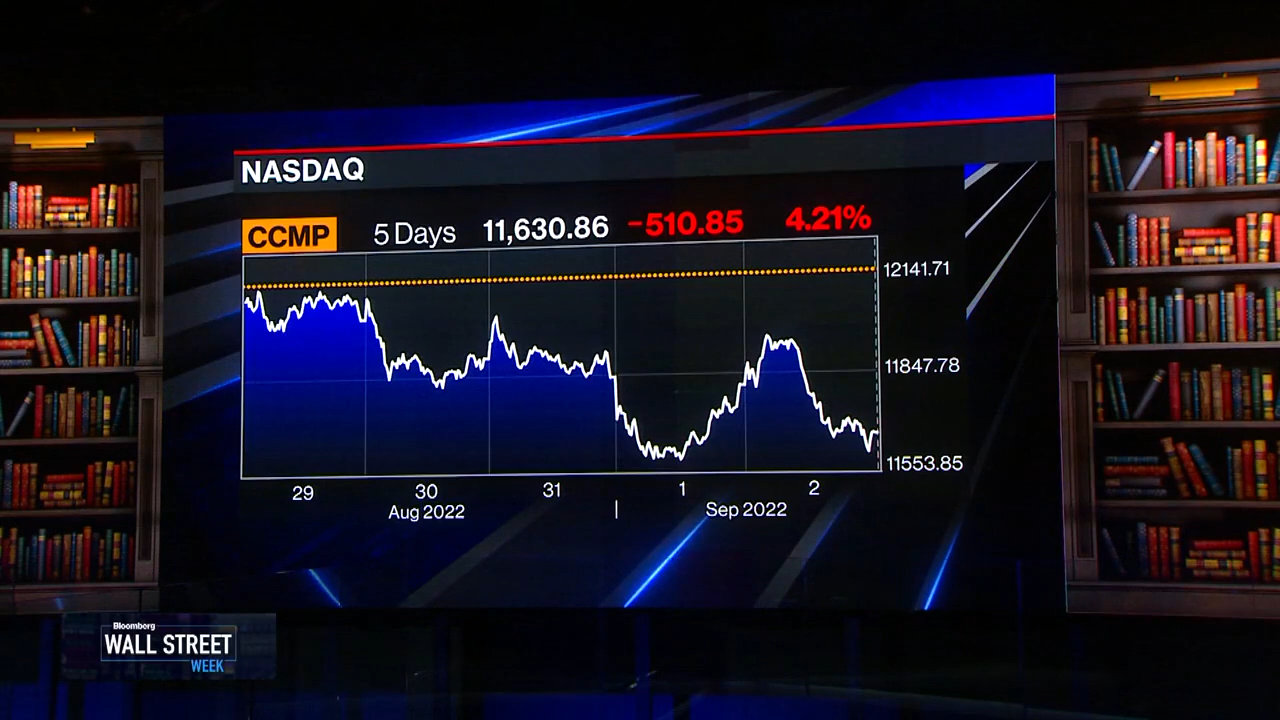 NASDAQ
CCMP 5 Days 11,630.86 -510.85 4.21%
12141.71
11847.78
11553.85
29 30 31 1 2
Aug 2022 | Sep 2022
Bloomberg
WALL STREET
WEEK